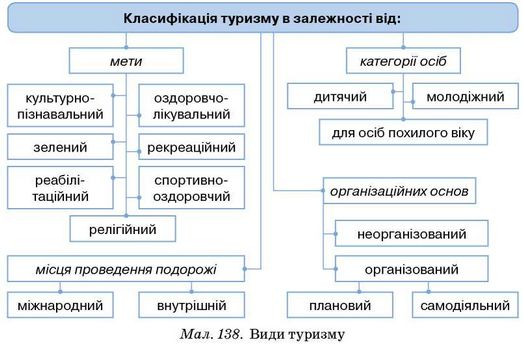 Класифікація туризму в залежності від:
мети
культурно-
пізнавальний
оздоровчо-
лікувальний
зелений
рекреаційний
реабілі-
таційний
спортивно-
оздоровчий
релігійний
категорії осіб
дитячий
молодіжний
для осіб похилого віку
організаційних основ
неорганізований
організований
плановий
самодіяльний
місця проведення подорожі
міжнародний
внутрішній
Мал. 138. Види туризму